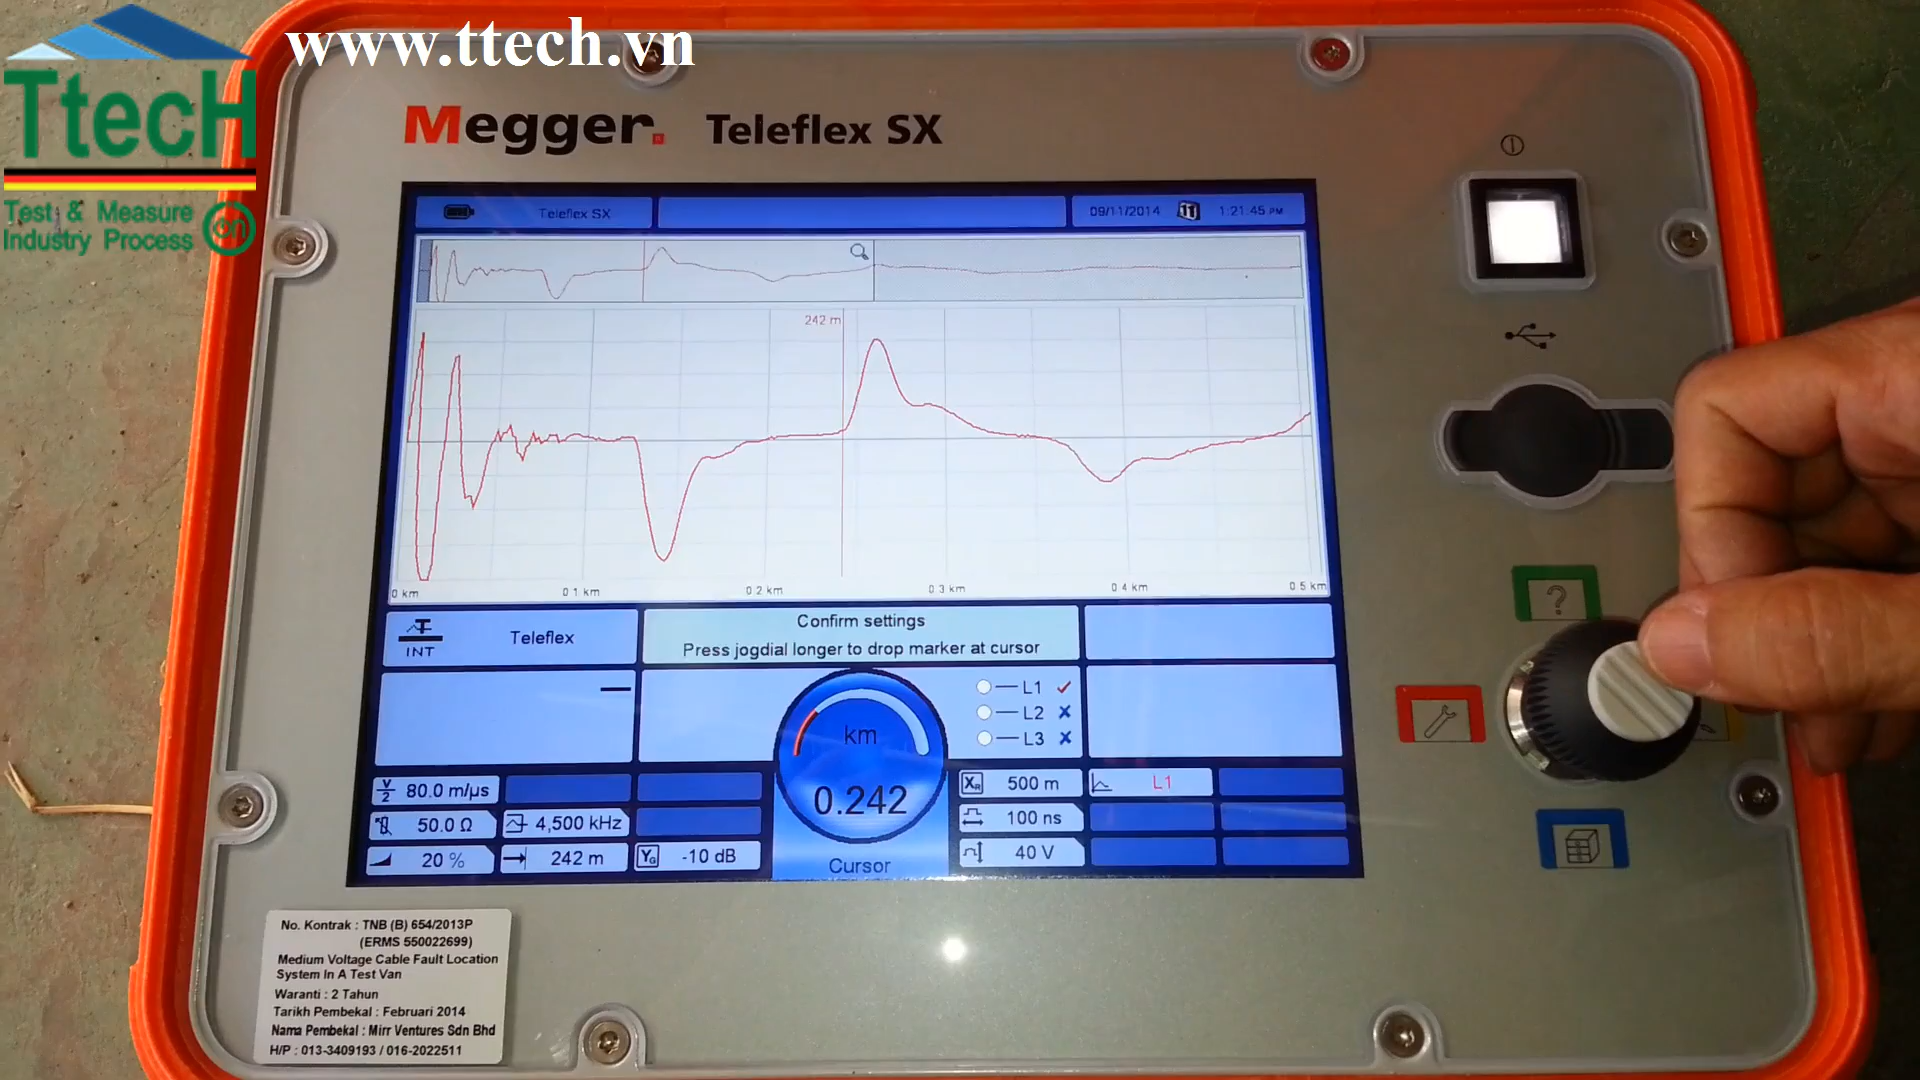 www.ttech.vn
TtecH
Test & Measure
Industry Process
on
Megger. Teleflex SX
Teleflex SX
09/11/2014
11
1:21:45 PM
242 m
0 km
0 1 km
0 2 km
0 3 km
0 4 km
0 5 km
INT
Teleflex
Confirm settings
Press jogdial longer to drop marker at cursor
L1
L2
L3
km
0.242
Cursor
V/2 80.0 m/µs
50.0 Ω
4,500 kHz
20 %
242 m
YG -10 dB
XR 500 m
L1
100 ns
40 V
?
No. Kontrak : TNB (B) 654/2013P
(ERMS 550022699)
Medium Voltage Cable Fault Location
System In A Test Van
Waranti : 2 Tahun
Tarikh Pembekal : Februari 2014
Nama Pembekal : Mirr Ventures Sdn Bhd
H/P : 013-3409193 / 016-2022511